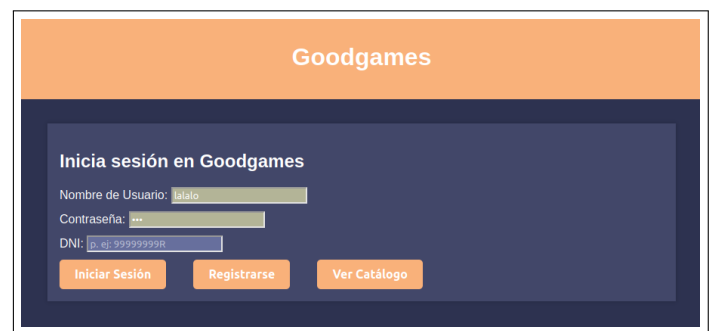 Goodgames
Inicia sesión en Goodgames
Nombre de Usuario: lalalo
Contraseña: •••
DNI: p. ej: 99999999R
Iniciar Sesión Registrarse Ver Catálogo